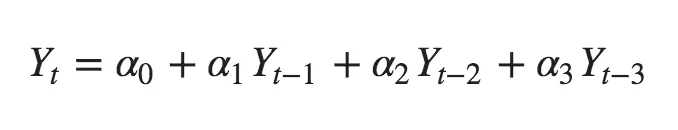 Yₜ = α₀ + α₁ Yₜ₋₁ + α₂ Yₜ₋₂ + α₃ Yₜ₋₃